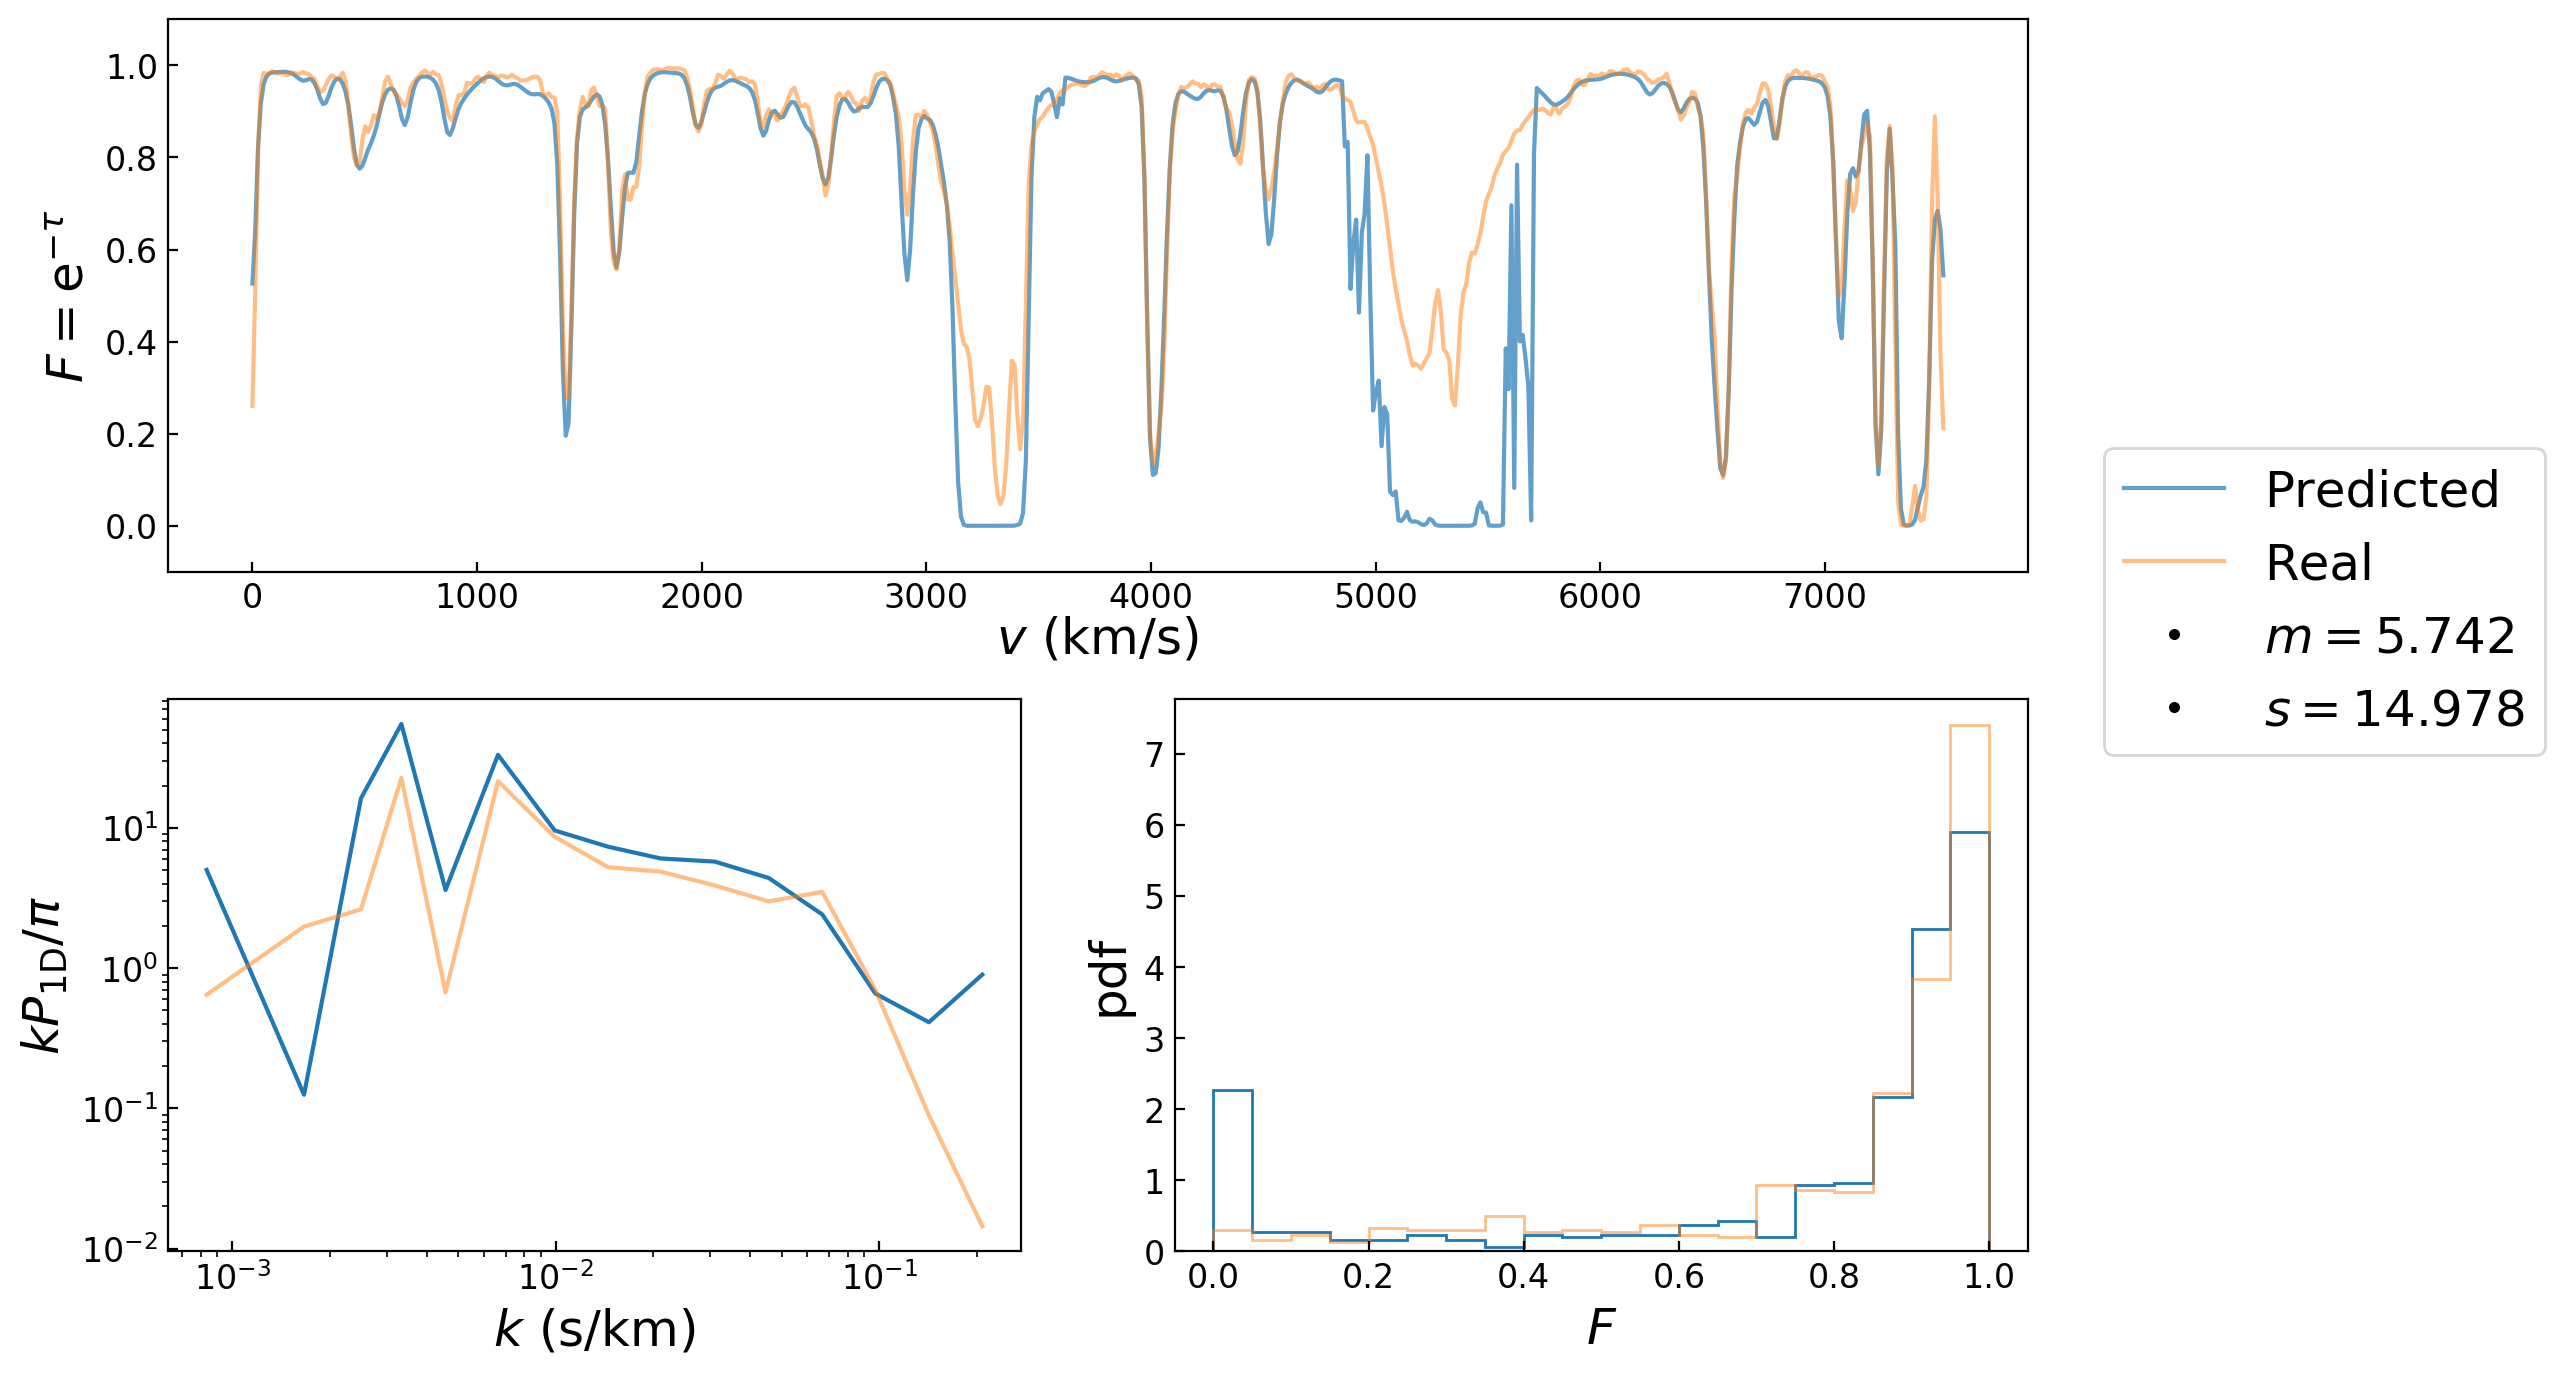 1.0
0.8
0.6
0.4
0.2
0.0
F = e^{-τ}
0 1000 2000 3000 4000 5000 6000 7000
v (km/s)
Predicted
Real
• m = 5.742
• s = 14.978
10^1
10^0
10^{-1}
10^{-2}
kP_{1D}/π
10^{-3} 10^{-2} 10^{-1}
k (s/km)
7
6
5
4
3
2
1
0
pdf
0.0 0.2 0.4 0.6 0.8 1.0
F